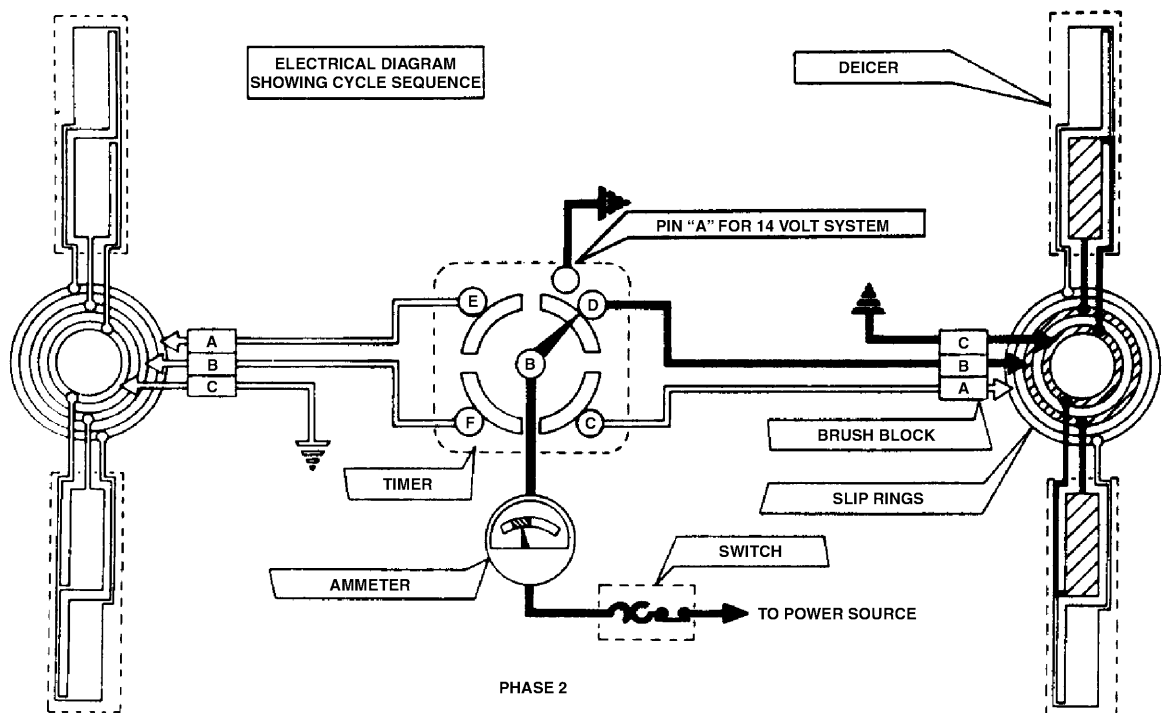 ELECTRICAL DIAGRAM
SHOWING CYCLE SEQUENCE
DEICER
PIN “A” FOR 14 VOLT SYSTEM
E
D
B
F
C
A
B
C
C
B
A
BRUSH BLOCK
TIMER
SLIP RINGS
SWITCH
AMMETER
TO POWER SOURCE
PHASE 2